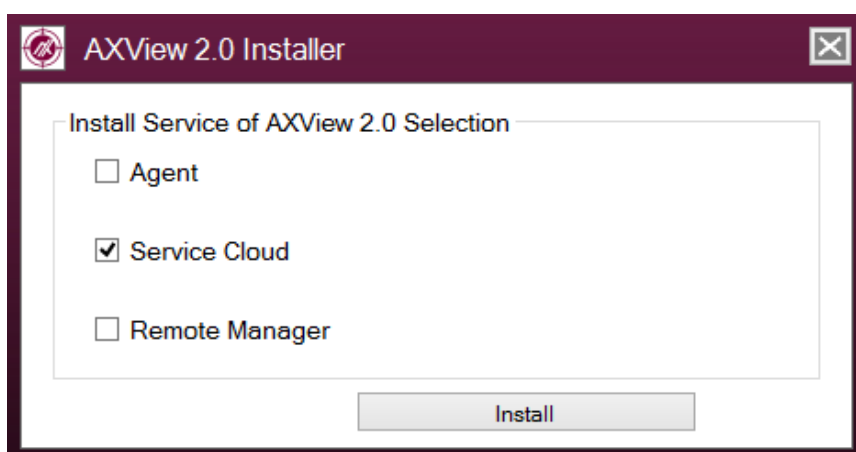 AXView 2.0 Installer
Install Service of AXView 2.0 Selection
Agent
Service Cloud
Remote Manager
Install